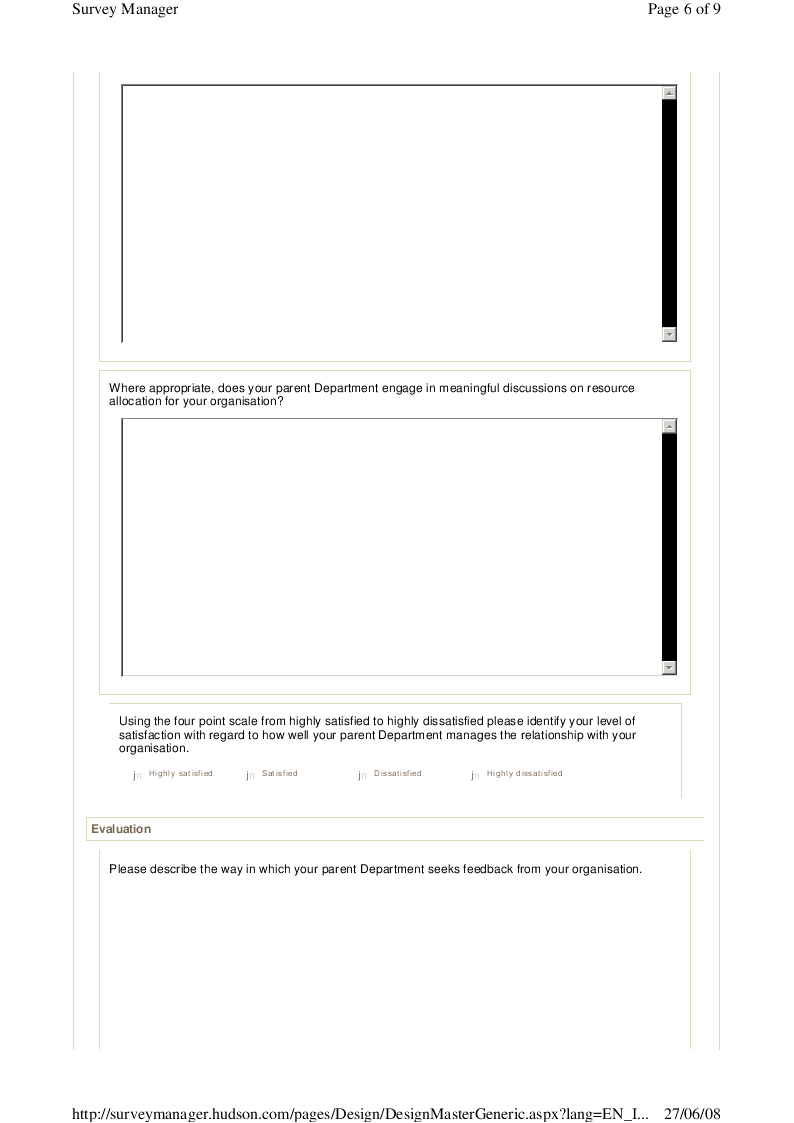 Survey Manager Page 6 of 9
Where appropriate, does your parent Department engage in meaningful discussions on resource
allocation for your organisation?
Using the four point scale from highly satisfied to highly dissatisfied please identify your level of
satisfaction with regard to how well your parent Department manages the relationship with your
organisation.
jn Highly satisfied jn Satisfied jn Dissatisfied jn Highly dissatisfied
Evaluation
Please describe the way in which your parent Department seeks feedback from your organisation.
http://surveymanager.hudson.com/pages/Design/DesignMasterGeneric.aspx?lang=EN_I... 27/06/08